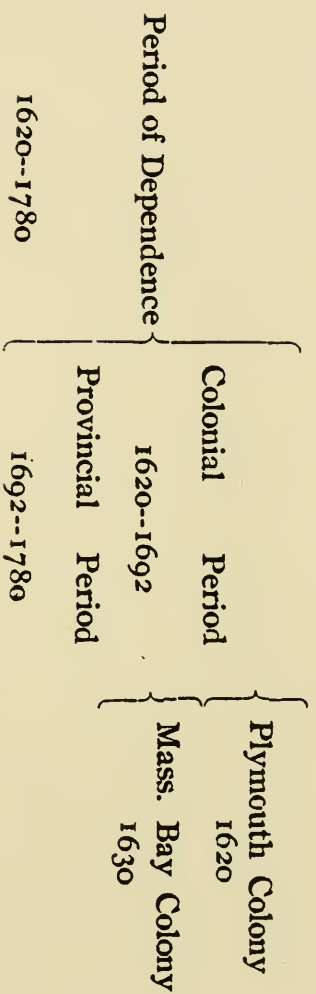 Period of Dependence
1620--1780
Colonial Period
1620--1692
Provincial Period
1692--1780
Plymouth Colony
1620
Mass. Bay Colony
1630